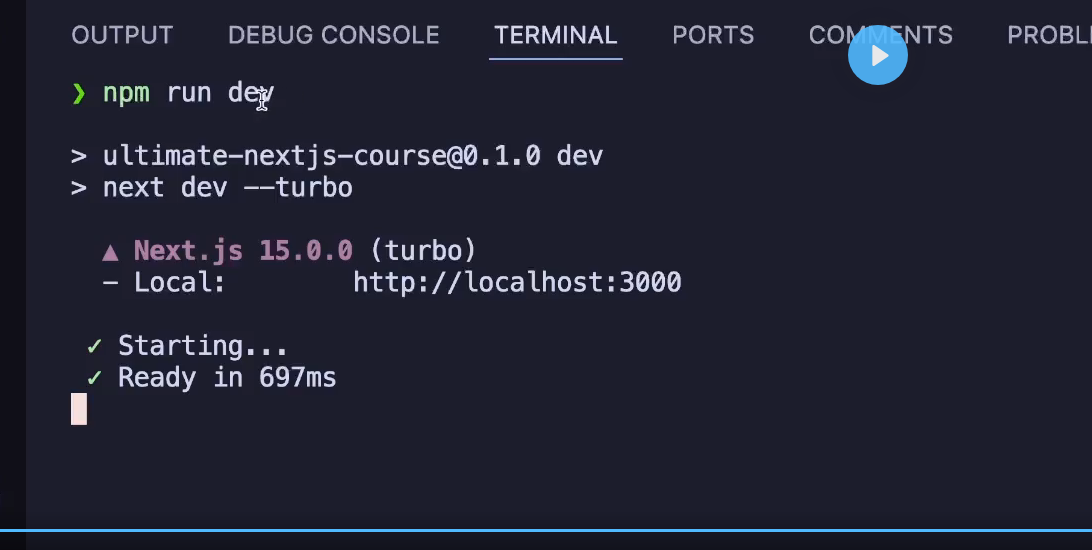 OUTPUT DEBUG CONSOLE TERMINAL PORTS COMMENTS
❯ npm run dev
> ultimate-nextjs-course@0.1.0 dev
> next dev --turbo
▲ Next.js 15.0.0 (turbo)
- Local: http://localhost:3000
✓ Starting...
✓ Ready in 697ms